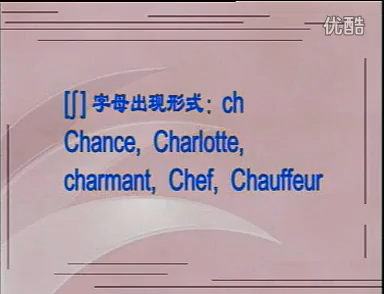 优酷
[ʃ] 字母出现形式: ch
Chance, Charlotte,
charmant, Chef, Chauffeur